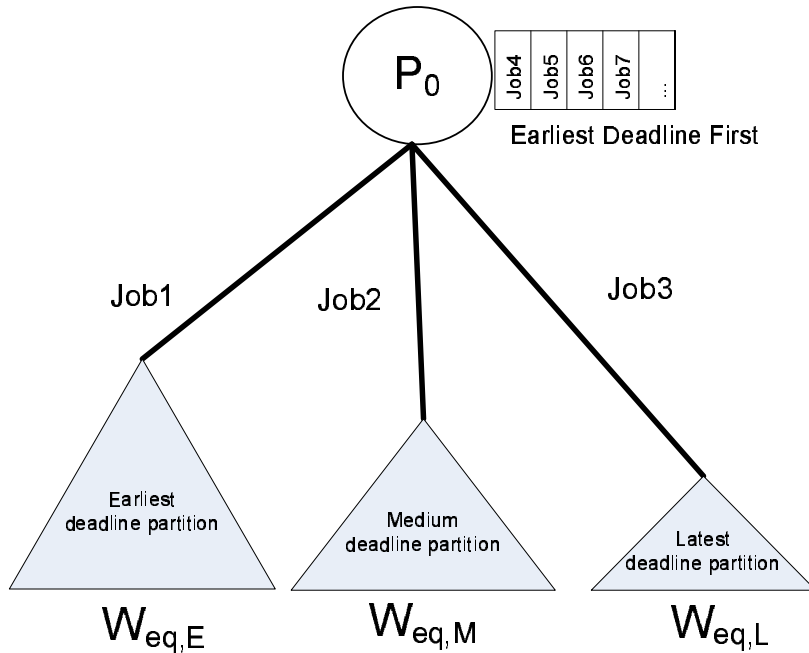 P0
Job4
Job5
Job6
Job7
...
Earliest Deadline First
Job1
Job2
Job3
Earliest
deadline partition
Medium
deadline partition
Latest
deadline partition
Weq,E
Weq,M
Weq,L